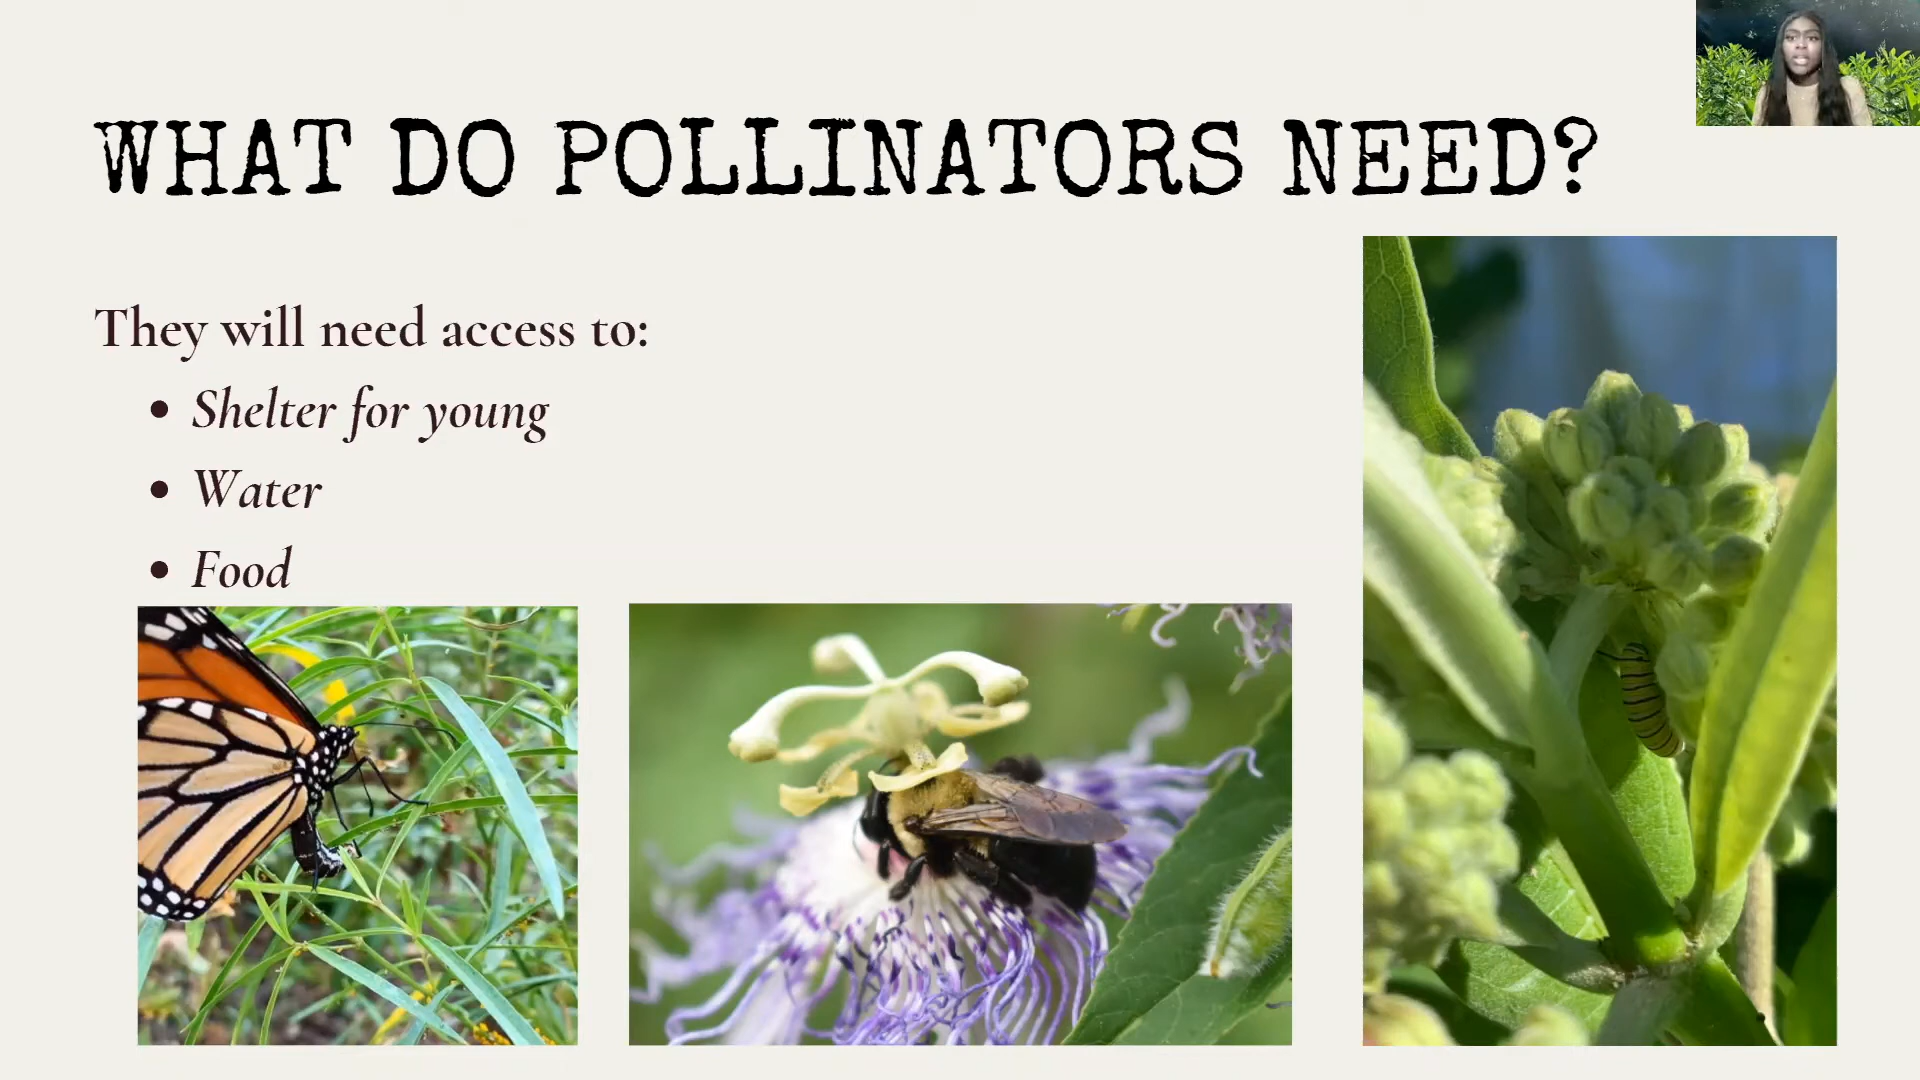 WHAT DO POLLINATORS NEED?
They will need access to:
• Shelter for young
• Water
• Food